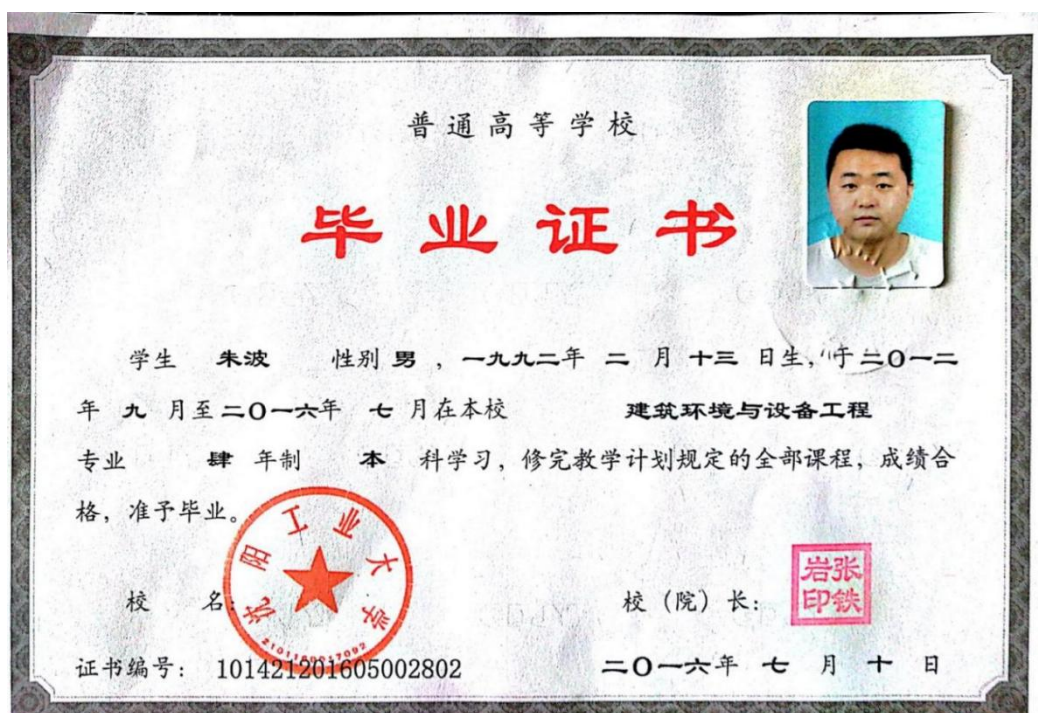 普通高等学校
毕业证书
学生 朱波 性别 男 ，一九九二年 二 月 十三 日生，于二〇一二
年 九 月至二〇一六年 七 月在本校 建筑环境与设备工程
专业 肆 年制 本 科学习，修完教学计划规定的全部课程，成绩合
格，准予毕业。
沈阳工业大学
校 名：
校（院）长：
张铁岩印
2101150017092
证书编号： 101421201605002802
二〇一六年 七 月 十 日